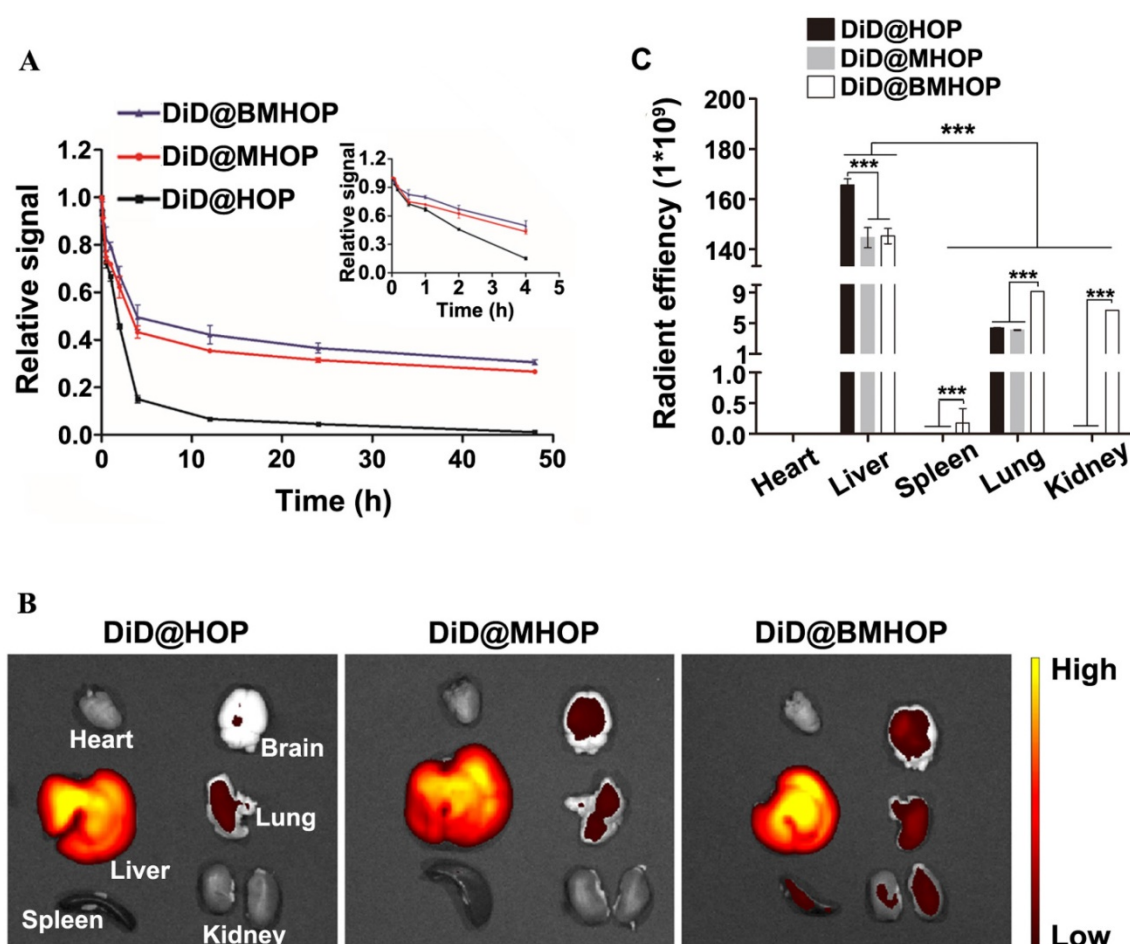 A
DiD@BMHOP
DiD@MHOP
DiD@HOP
Relative signal
1.2
1.0
0.8
0.6
0.4
0.2
0.0
0 10 20 30 40 50
Time (h)
Relative signal
1.2
0.9
0.6
0.3
0.0
0 1 2 3 4 5
Time (h)
C
DiD@HOP
DiD@MHOP
DiD@BMHOP
Radient effiency (1*10^9)
200
180
160
140
9
5
1
1.0
0.5
0.0
***
***
***
***
***
Heart Liver Spleen Lung Kidney
B
DiD@HOP DiD@MHOP DiD@BMHOP
Heart
Brain
Lung
Liver
Spleen
Kidney
High
Low